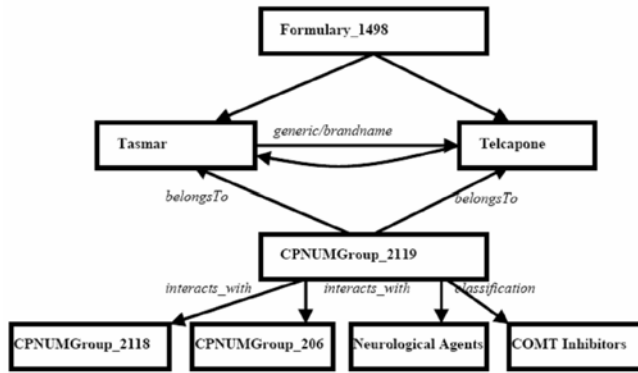 Formulary_1498
generic/brandname
Tasmar
Telcapone
belongsTo
belongsTo
CPNUMGroup_2119
interacts_with
interacts_with
classification
CPNUMGroup_2118
CPNUMGroup_206
Neurological Agents
COMT Inhibitors